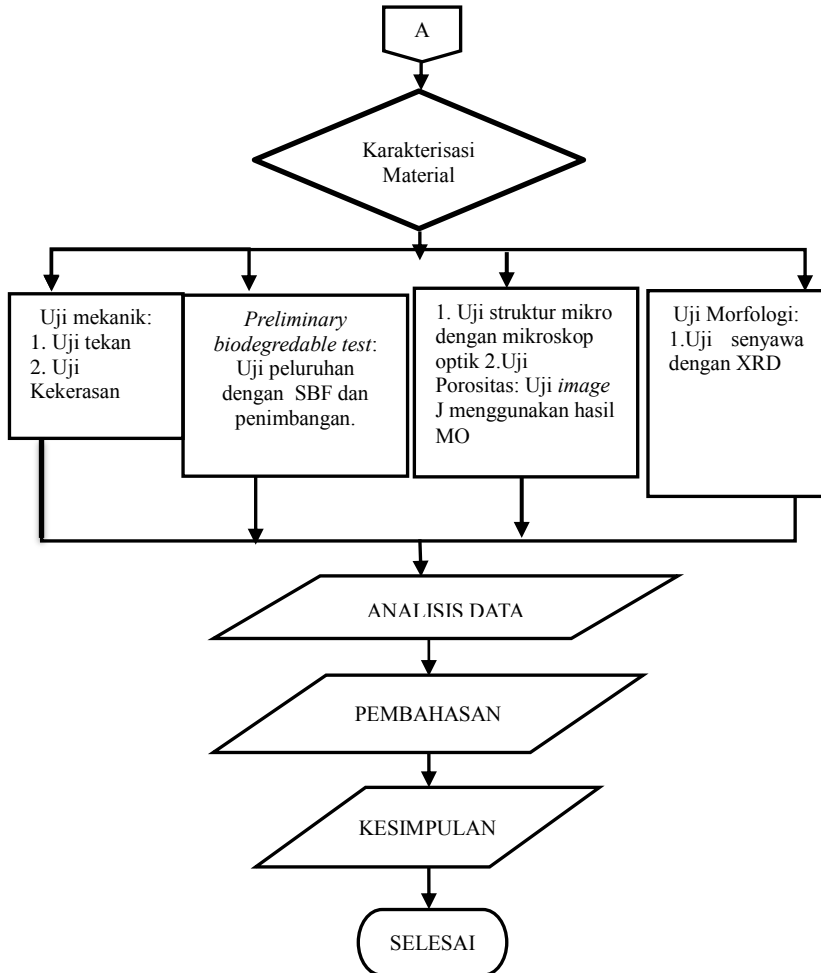 A
Karakterisasi
Material
Uji mekanik:
1. Uji tekan
2. Uji
Kekerasan
Preliminary
biodegredable test:
Uji peluruhan
dengan SBF dan
penimbangan.
1. Uji struktur mikro
dengan mikroskop
optik 2.Uji
Porositas: Uji image
J menggunakan hasil
MO
Uji Morfologi:
1.Uji senyawa
dengan XRD
ANALISIS DATA
PEMBAHASAN
KESIMPULAN
SELESAI